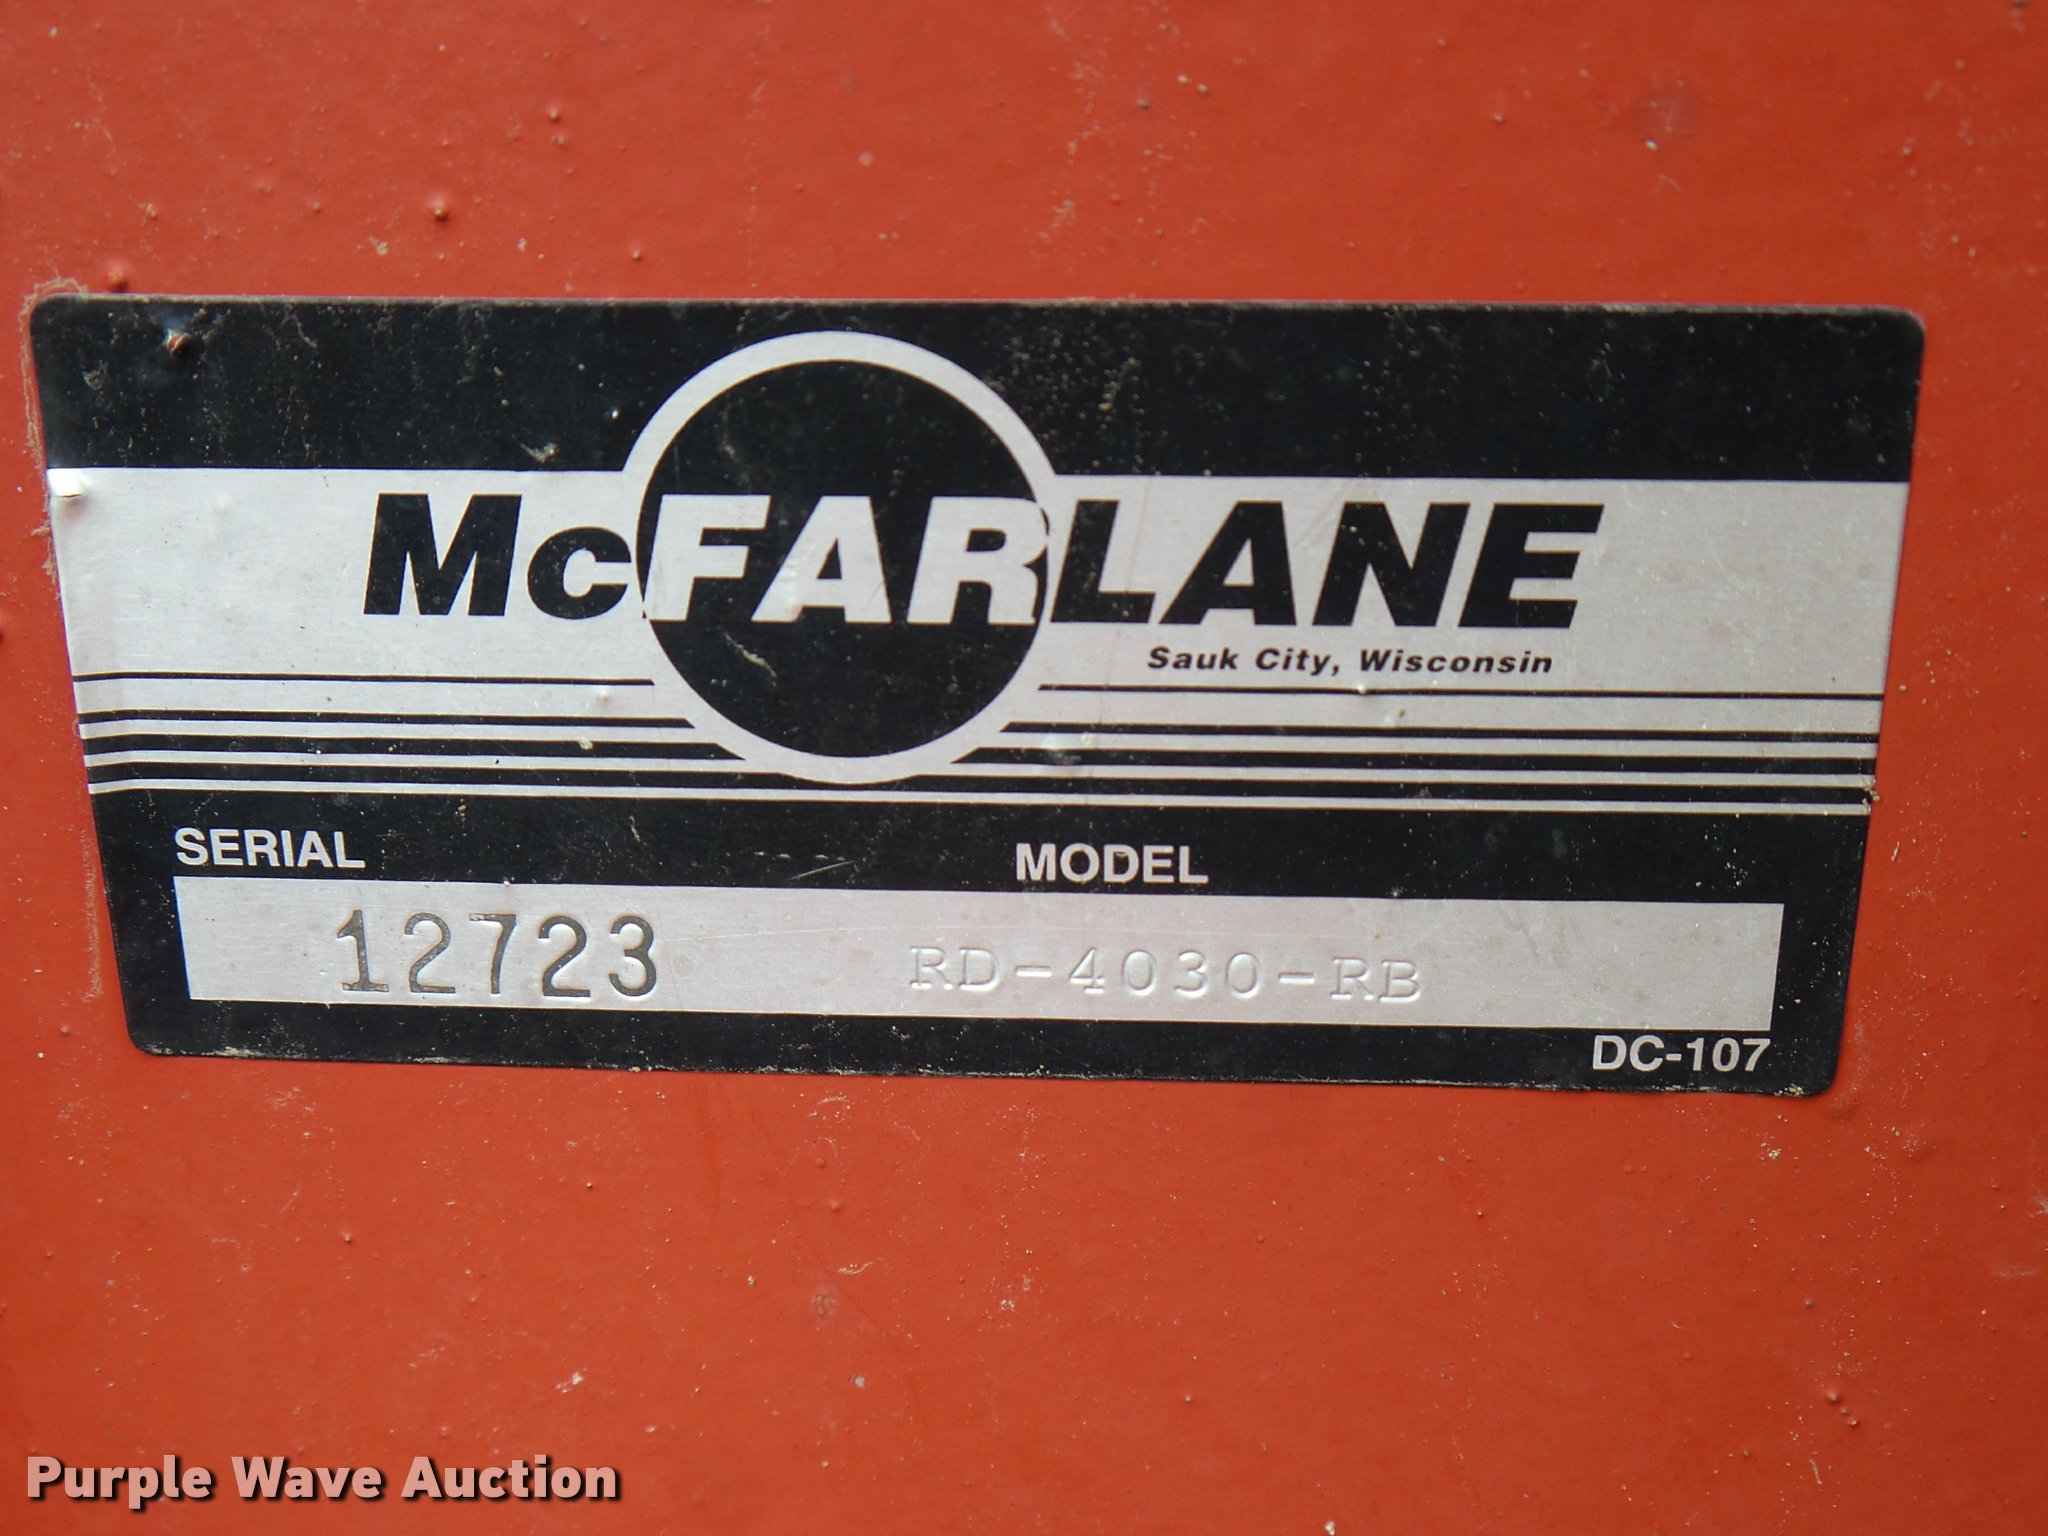 McFARLANE
Sauk City, Wisconsin
SERIAL MODEL
12723 RD-4030-RB
DC-107
Purple Wave Auction